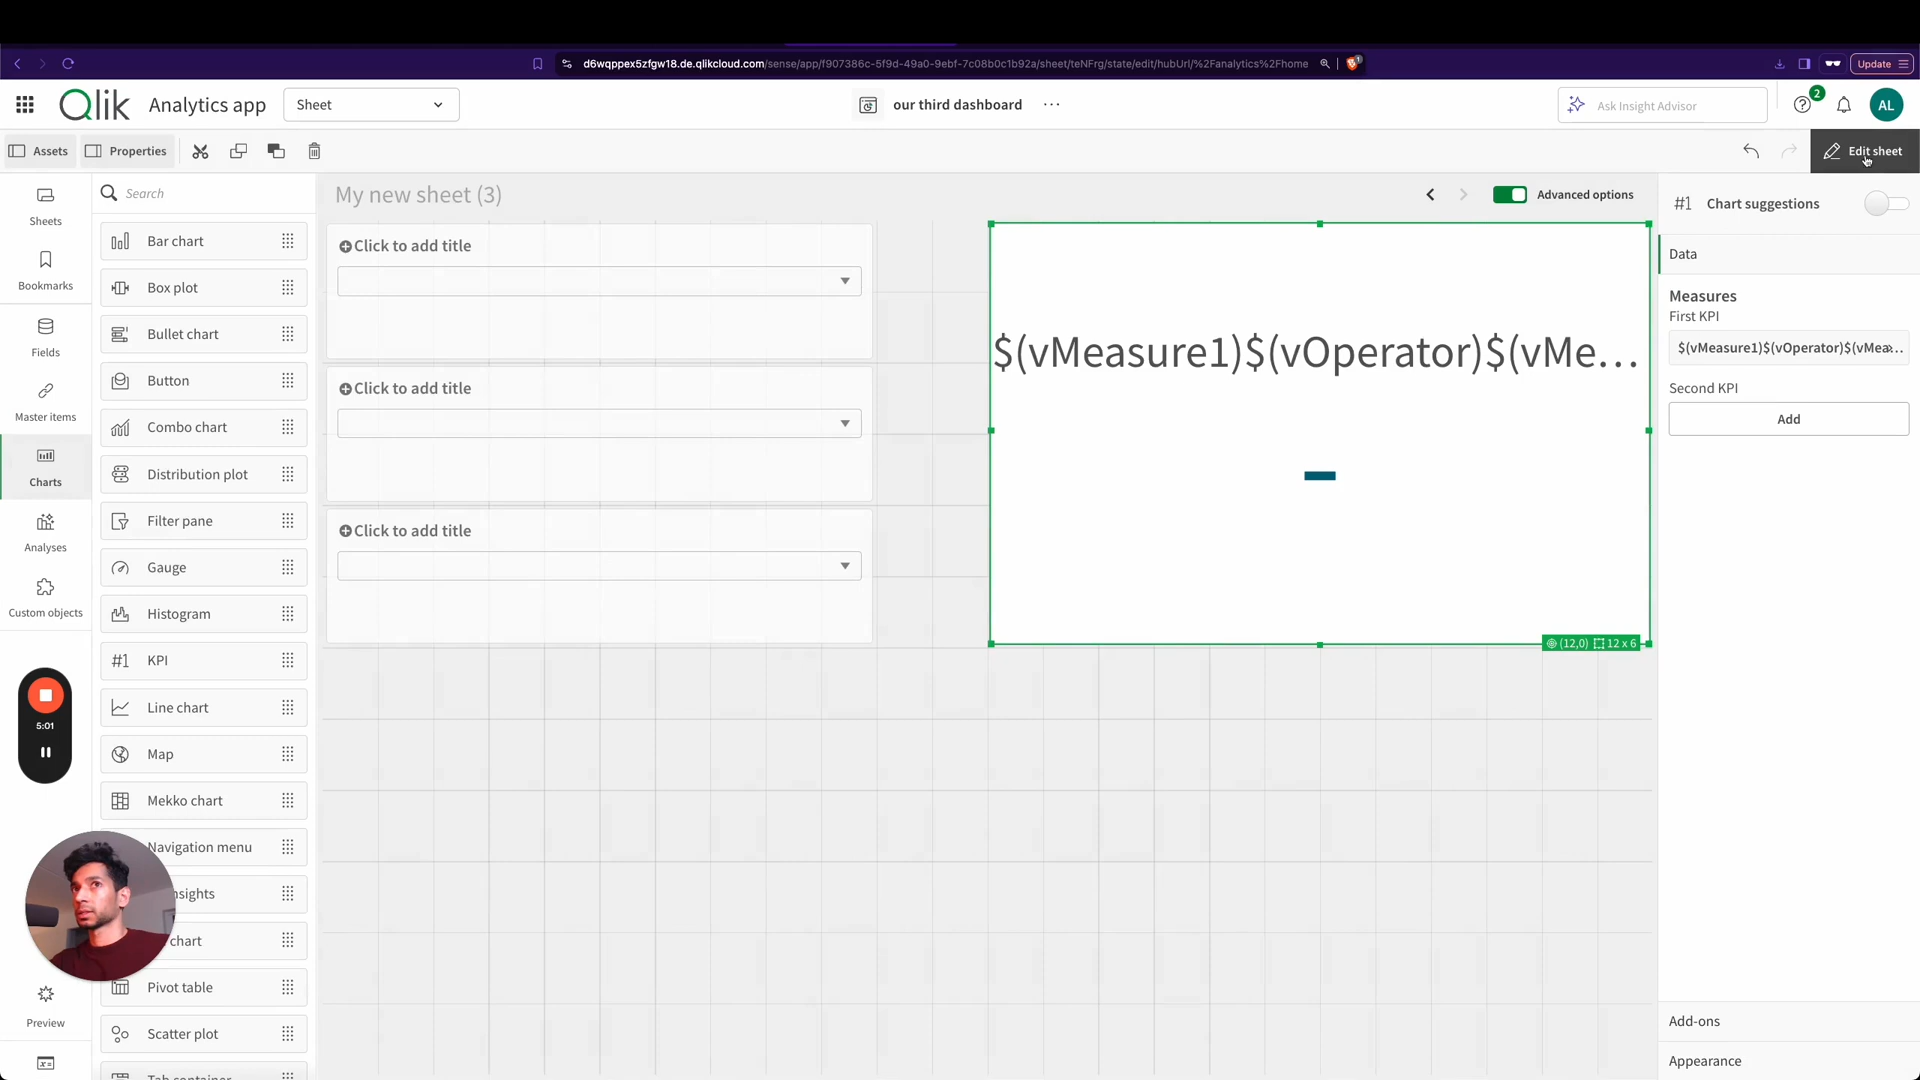 d6wqppex5zfgw18.de.qlikcloud.com/sense/app/f907386c-5f9d-49a0-9ebf-7c08b0c1b92a/sheet/teNFrg/state/edit/hubUrl/%2Fanalytics%2Fhome
1
Update
Qlik
Analytics app
Sheet
our third dashboard
...
Ask Insight Advisor
2
AL
Assets
Properties
Edit sheet
Sheets
Bookmarks
Fields
Master items
Charts
Analyses
Custom objects
5:01
Preview
Search
Bar chart
Box plot
Bullet chart
Button
Combo chart
Distribution plot
Filter pane
Gauge
Histogram
#1 KPI
Line chart
Map
Mekko chart
Navigation menu
nsights
chart
Pivot table
Scatter plot
Tab container
My new sheet (3)
Advanced options
Click to add title
Click to add title
Click to add title
$(vMeasure1)$(vOperator)$(vMe...
(12,0) 12 x 6
#1 Chart suggestions
Data
Measures
First KPI
$(vMeasure1)$(vOperator)$(vMea...
Second KPI
Add
Add-ons
Appearance